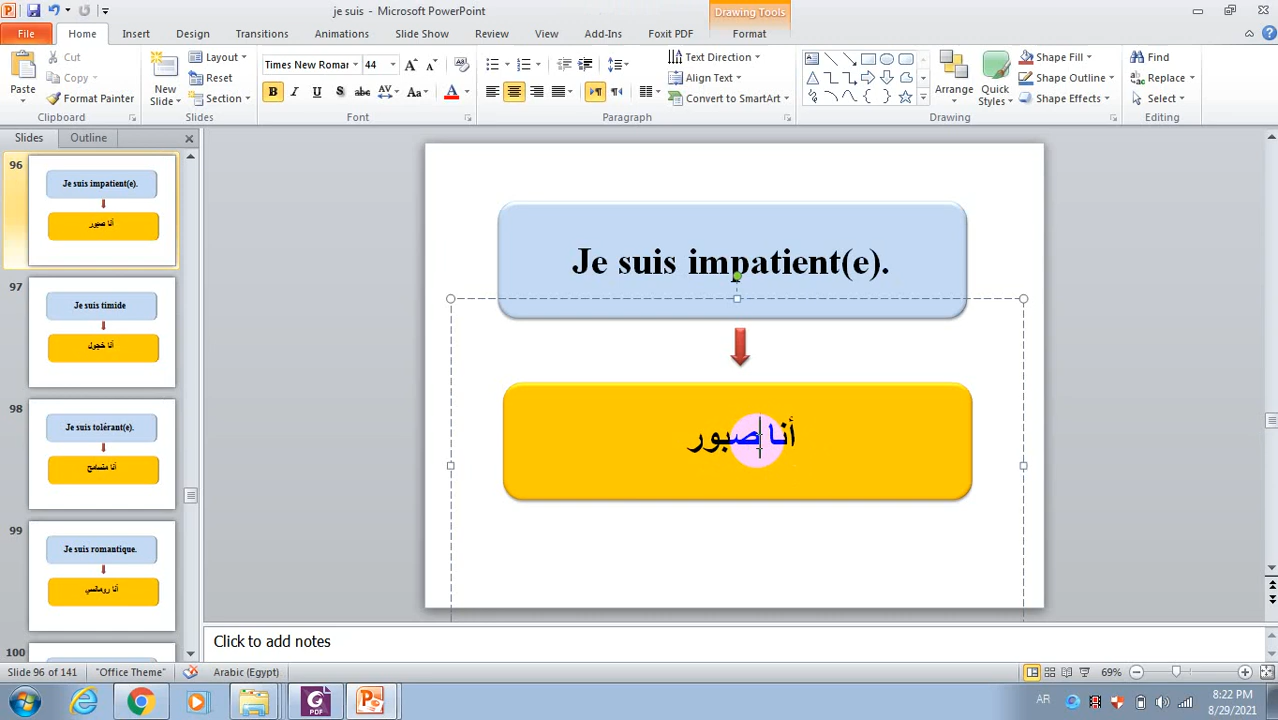 je suis - Microsoft PowerPoint
Drawing Tools
File Home Insert Design Transitions Animations Slide Show Review View Add-Ins Foxit PDF Format
Paste
Cut
Copy
Format Painter
Clipboard
New Slide
Layout
Reset
Section
Slides
Times New Romar 44
B I U S abc AV Aa A
Font
Text Direction
Align Text
Convert to SmartArt
Paragraph
Arrange
Quick Styles
Shape Fill
Shape Outline
Shape Effects
Drawing
Find
Replace
Select
Editing
Slides Outline
96
Je suis impatient(e).
أنا صبور
97
Je suis timide
أنا خجول
98
Je suis tolérant(e).
أنا متسامح
99
Je suis romantique.
أنا رومانسي
100
Je suis impatient(e).
أنا صبور
Click to add notes
Slide 96 of 141 "Office Theme" Arabic (Egypt) 69%
AR
8:22 PM
8/29/2021